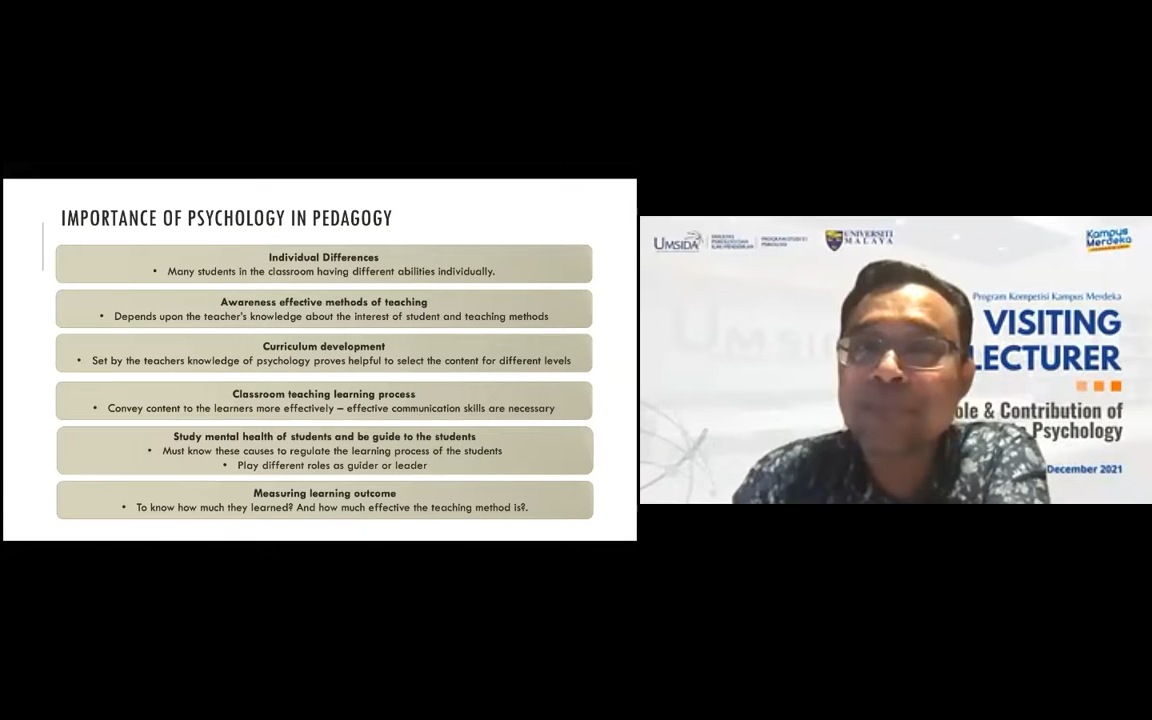 IMPORTANCE OF PSYCHOLOGY IN PEDAGOGY
Individual Differences
• Many students in the classroom having different abilities individually.
Awareness effective methods of teaching
• Depends upon the teacher's knowledge about the interest of student and teaching methods
Curriculum development
• Set by the teachers knowledge of psychology proves helpful to select the content for different levels
Classroom teaching learning process
• Convey content to the learners more effectively – effective communication skills are necessary
Study mental health of students and be guide to the students
• Must know these causes to regulate the learning process of the students
• Play different roles as guider or leader
Measuring learning outcome
• To know how much they learned? And how much effective the teaching method is?.
UMSIDA
UNIVERSITI
MALAYA
Kampus
Merdeka
Program Kompetisi Kampus Merdeka
VISITING
LECTURER
ole & Contribution of
Psychology
December 2021